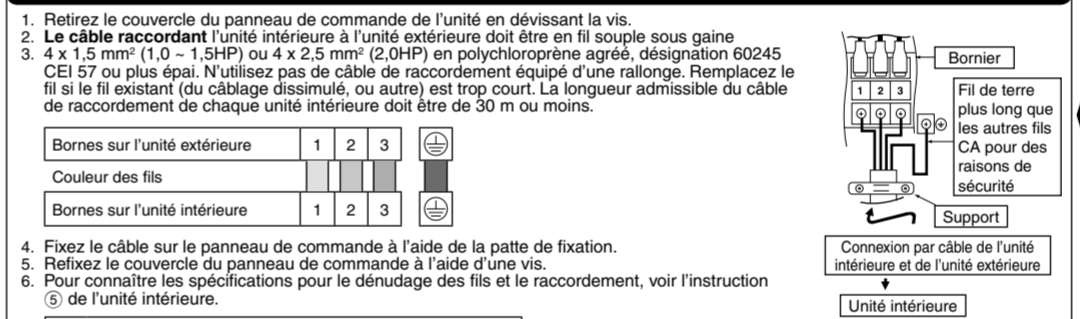 1. Retirez le couvercle du panneau de commande de l'unité en dévissant la vis.
2. Le câble raccordant l'unité intérieure à l'unité extérieure doit être en fil souple sous gaine
3. 4 x 1,5 mm² (1,0 ~ 1,5HP) ou 4 x 2,5 mm² (2,0HP) en polychloroprène agréé, désignation 60245
CEI 57 ou plus épai. N'utilisez pas de câble de raccordement équipé d'une rallonge. Remplacez le
fil si le fil existant (du câblage dissimulé, ou autre) est trop court. La longueur admissible du câble
de raccordement de chaque unité intérieure doit être de 30 m ou moins.
Bornes sur l'unité extérieure 1 2 3
Couleur des fils
Bornes sur l'unité intérieure 1 2 3
4. Fixez le câble sur le panneau de commande à l'aide de la patte de fixation.
5. Refixez le couvercle du panneau de commande à l'aide d'une vis.
6. Pour connaître les spécifications pour le dénudage des fils et le raccordement, voir l'instruction
⑤ de l'unité intérieure.
Bornier
1 2 3
Fil de terre
plus long que
les autres fils
CA pour des
raisons de
sécurité
Support
Connexion par câble de l'unité
intérieure et de l'unité extérieure
Unité intérieure